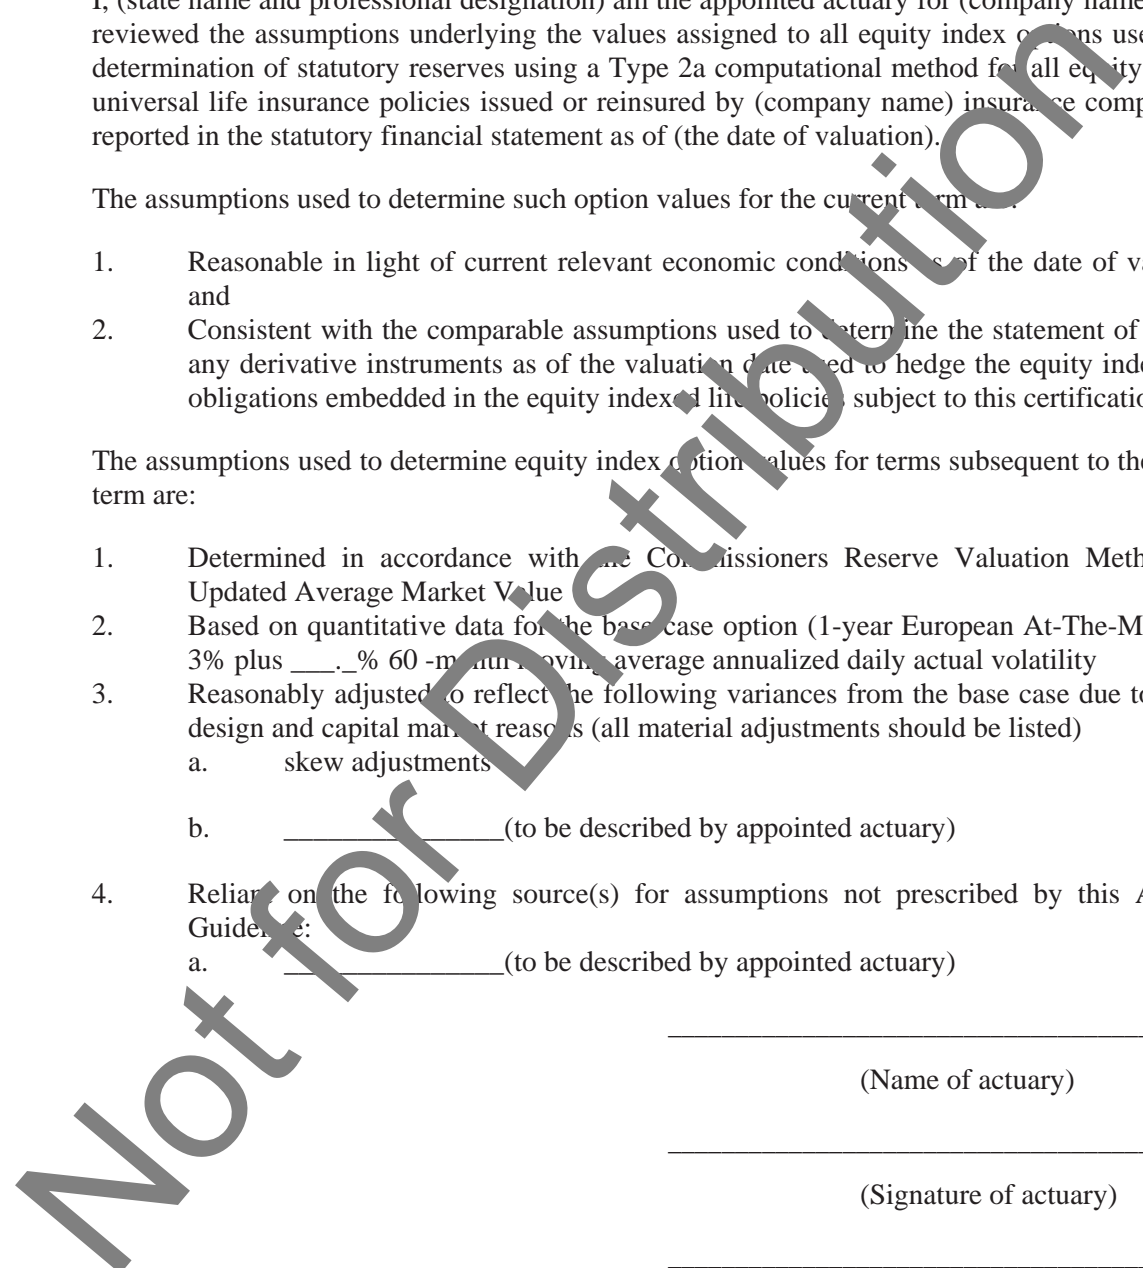 I, (state name and professional designation) am the appointed actuary for (company name
reviewed the assumptions underlying the values assigned to all equity index options use
determination of statutory reserves using a Type 2a computational method for all equity
universal life insurance policies issued or reinsured by (company name) insurance comp
reported in the statutory financial statement as of (the date of valuation).
The assumptions used to determine such option values for the current term are:
1. Reasonable in light of current relevant economic conditions as of the date of va
and
2. Consistent with the comparable assumptions used to determine the statement of
any derivative instruments as of the valuation date used to hedge the equity inde
obligations embedded in the equity indexed life policies subject to this certificatio
The assumptions used to determine equity index option values for terms subsequent to the
term are:
1. Determined in accordance with the Commissioners Reserve Valuation Meth
Updated Average Market Value
2. Based on quantitative data for the base case option (1-year European At-The-M
3% plus ___._% 60 -month moving average annualized daily actual volatility
3. Reasonably adjusted to reflect the following variances from the base case due to
design and capital market reasons (all material adjustments should be listed)
a. skew adjustments
b. _______________(to be described by appointed actuary)
4. Reliant on the following source(s) for assumptions not prescribed by this A
Guideline:
a. _______________(to be described by appointed actuary)
(Name of actuary)
(Signature of actuary)
Not for Distribution